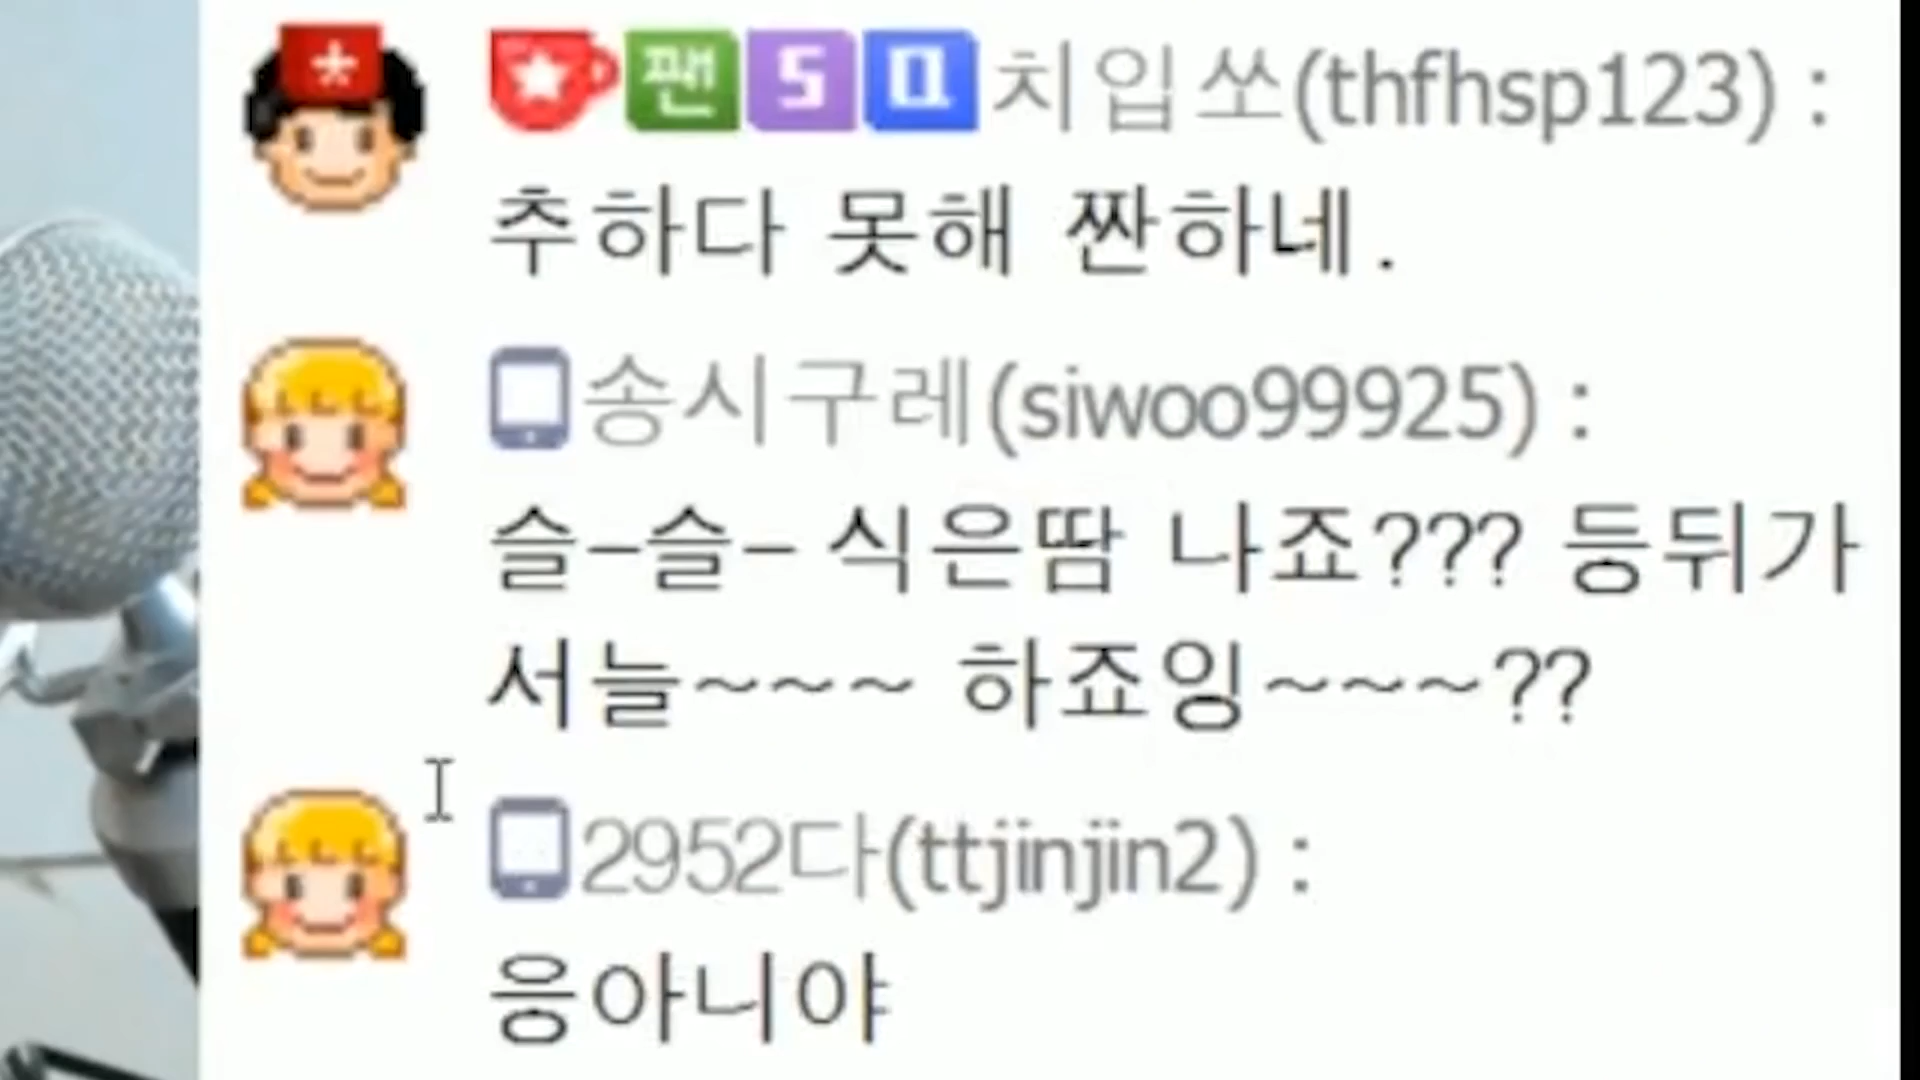 팬 5 Q 치입쏘(thfhsp123) :
추하다 못해 짠하네.
송시구레(siwoo99925) :
슬-슬- 식은땀 나죠??? 등뒤가
서늘~~~ 하죠잉~~~??
2952다(ttjinjin2) :
응아니야